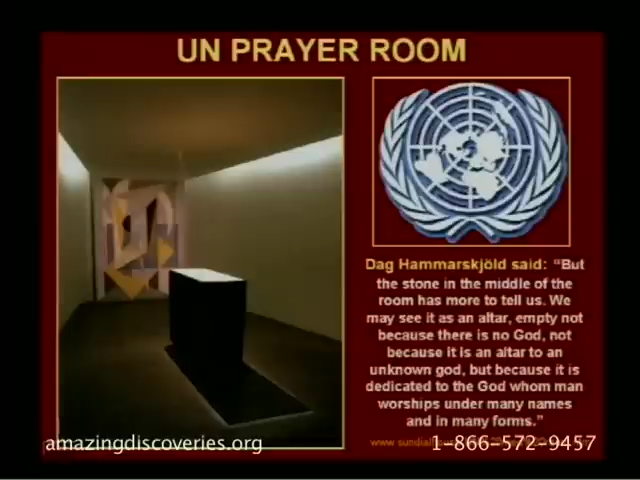 UN PRAYER ROOM
Dag Hammarskjöld said: “But
the stone in the middle of the
room has more to tell us. We
may see it as an altar, empty not
because there is no God, not
because it is an altar to an
unknown god, but because it is
dedicated to the God whom man
worships under many names
and in many forms.”
amazingdiscoveries.org
1-866-572-9457